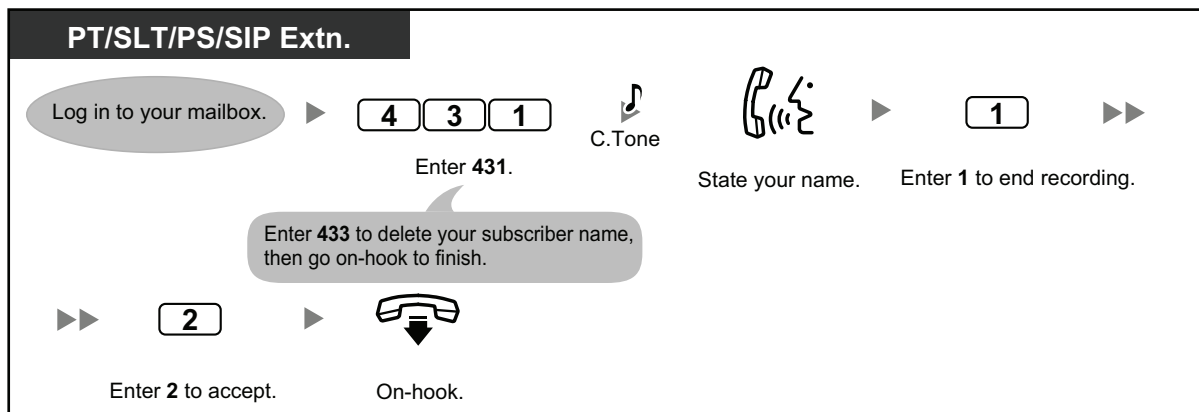 PT/SLT/PS/SIP Extn.
Log in to your mailbox.
4 3 1
C.Tone
1
Enter 431.
State your name.
Enter 1 to end recording.
Enter 433 to delete your subscriber name,
then go on-hook to finish.
2
Enter 2 to accept.
On-hook.